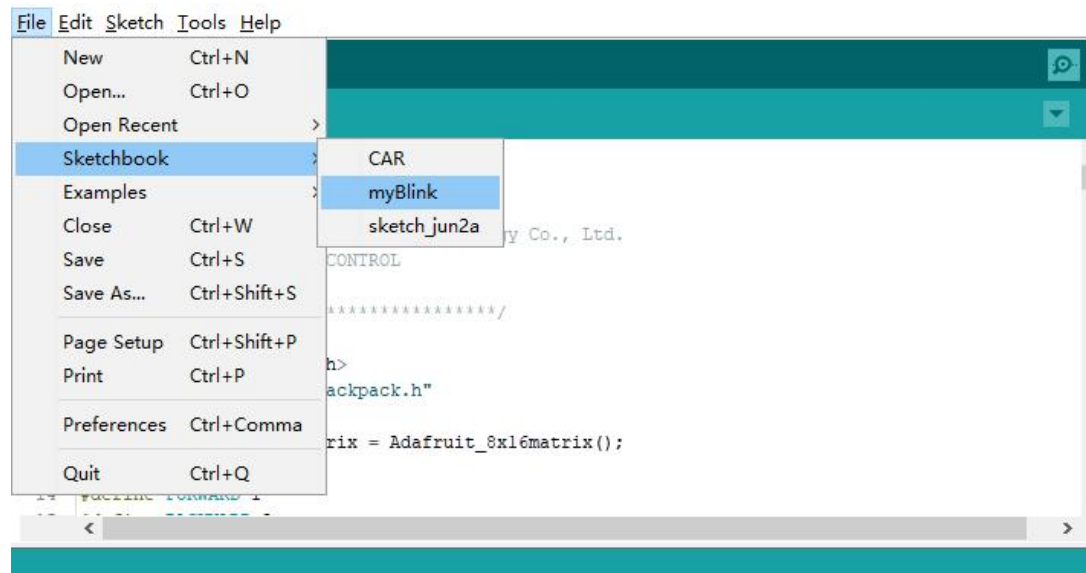 File Edit Sketch Tools Help
New Ctrl+N
Open... Ctrl+O
Open Recent >
Sketchbook >
Examples >
Close Ctrl+W
Save Ctrl+S
Save As... Ctrl+Shift+S
Page Setup Ctrl+Shift+P
Print Ctrl+P
Preferences Ctrl+Comma
Quit Ctrl+Q
CAR
myBlink
sketch_jun2a
y Co., Ltd.
CONTROL
****************/
h>
ackpack.h"
rix = Adafruit_8x16matrix();